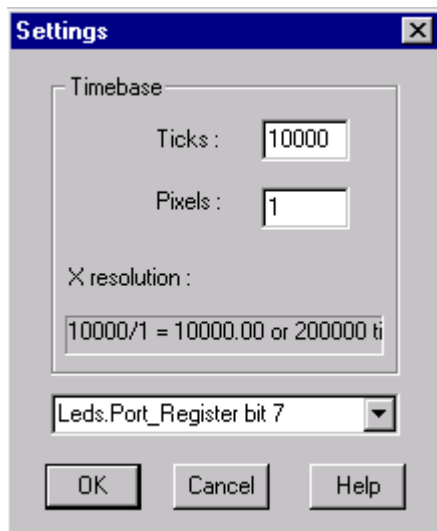 Settings
Timebase
Ticks : 10000
Pixels : 1
X resolution :
10000/1 = 10000.00 or 200000 ti
Leds.Port_Register bit 7
OK Cancel Help